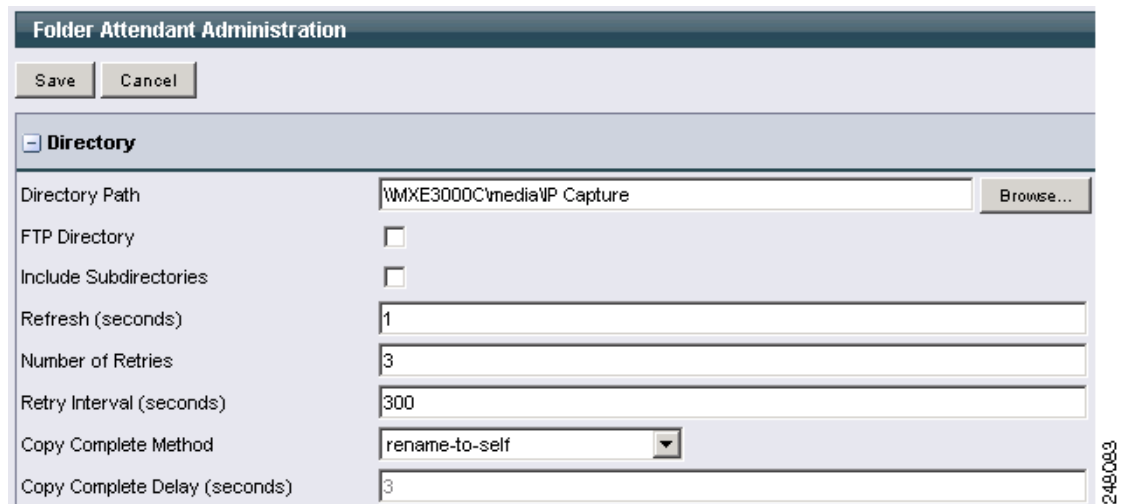 Folder Attendant Administration
Save Cancel
Directory
Directory Path \\MXE3000C\media\IP Capture Browse...
FTP Directory
Include Subdirectories
Refresh (seconds) 1
Number of Retries 3
Retry Interval (seconds) 300
Copy Complete Method rename-to-self
Copy Complete Delay (seconds) 3
248083